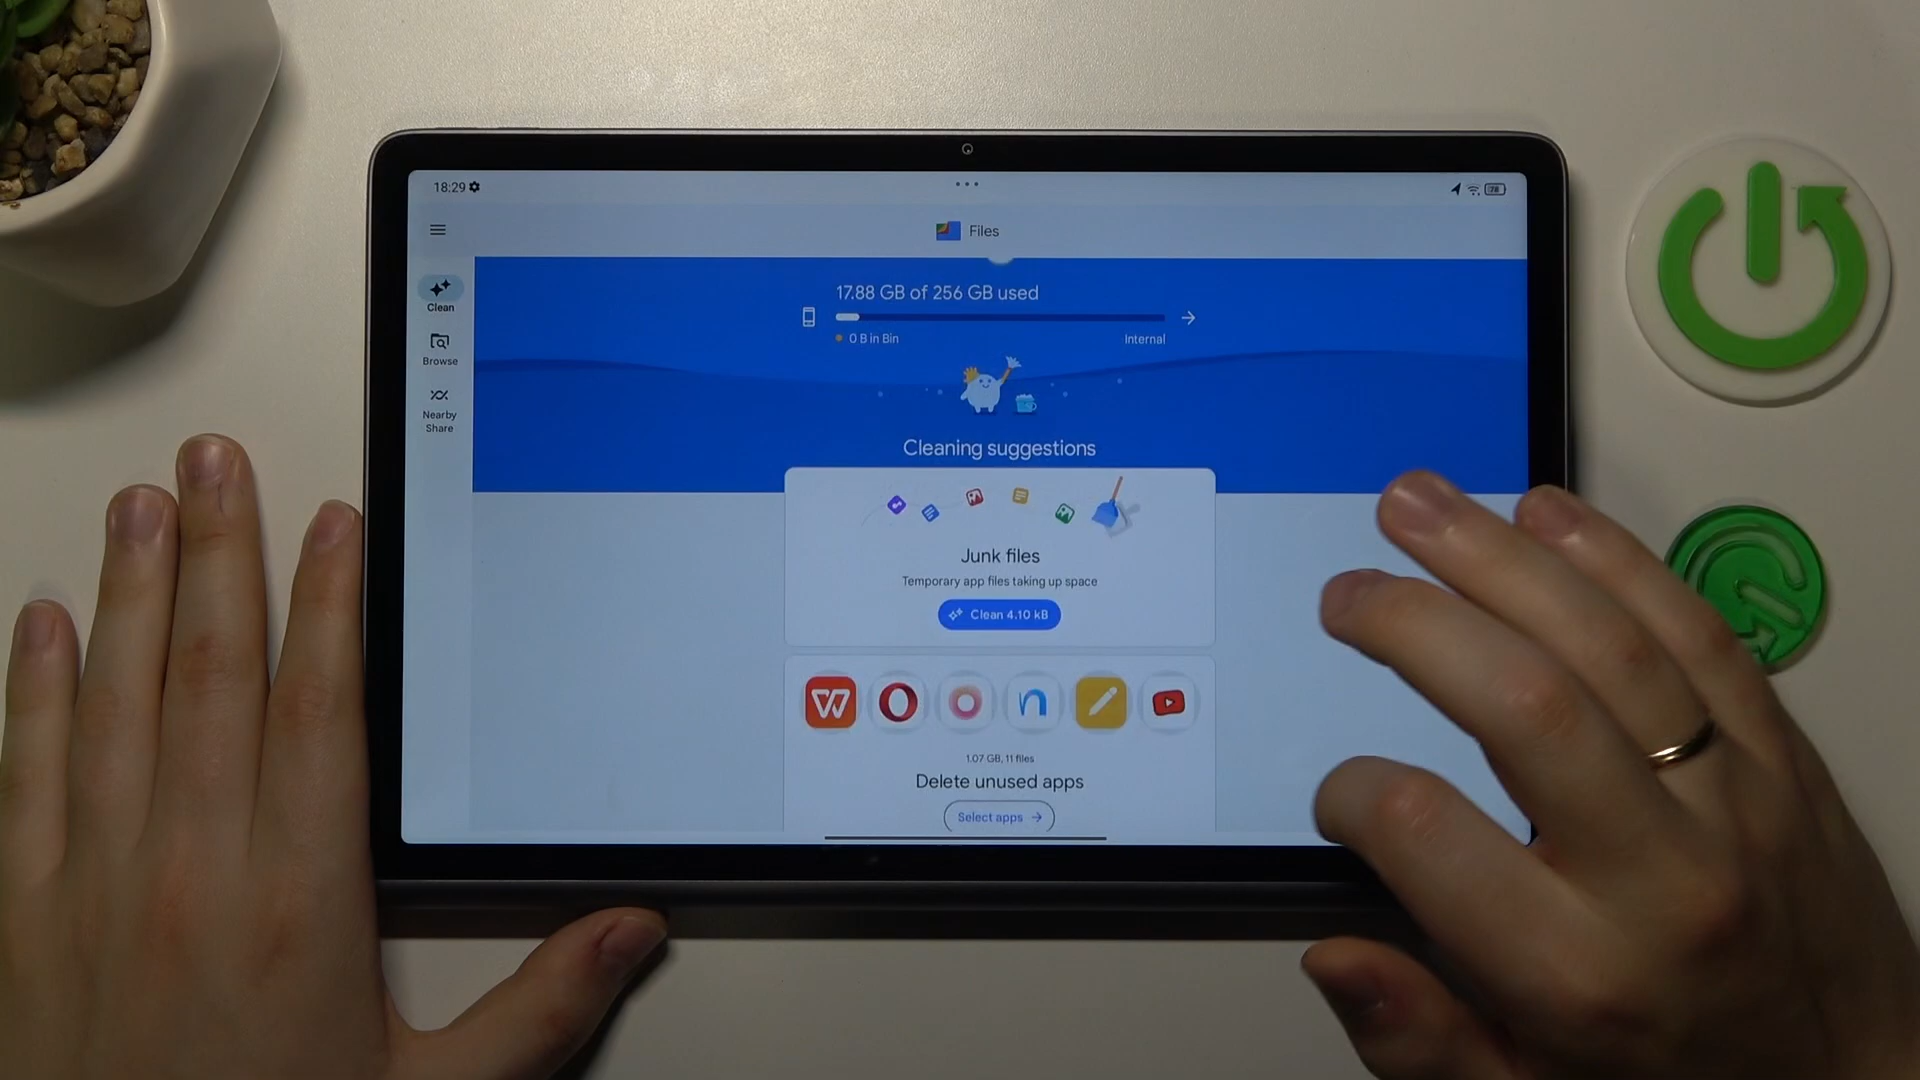 18:29
78
Files
Clean
Browse
Nearby
Share
17.88 GB of 256 GB used
0 B in Bin
Internal
Cleaning suggestions
Junk files
Temporary app files taking up space
Clean 4.10 kB
1.07 GB, 11 files
Delete unused apps
Select apps